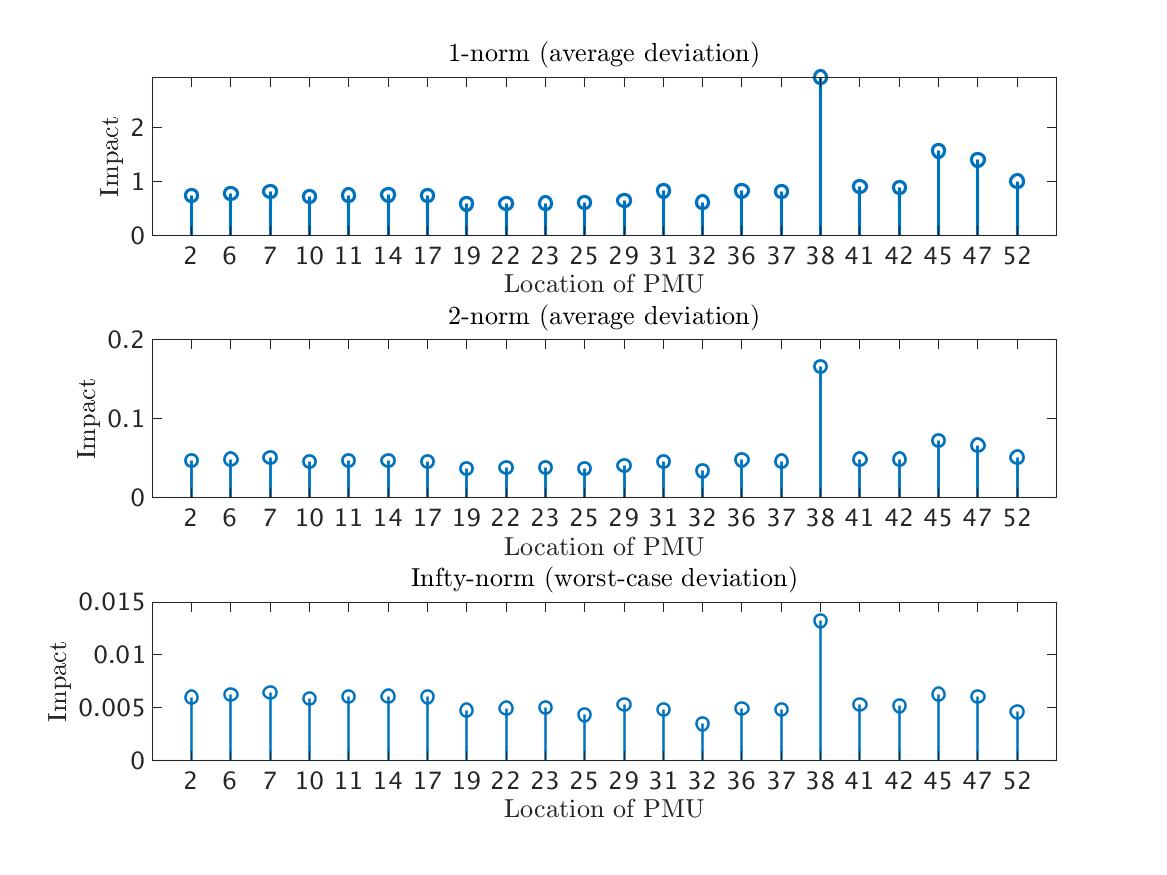 1-norm (average deviation)
Impact
2
1
0
2 6 7 10 11 14 17 19 22 23 25 29 31 32 36 37 38 41 42 45 47 52
Location of PMU
2-norm (average deviation)
Impact
0.2
0.1
0
2 6 7 10 11 14 17 19 22 23 25 29 31 32 36 37 38 41 42 45 47 52
Location of PMU
Infty-norm (worst-case deviation)
Impact
0.015
0.01
0.005
0
2 6 7 10 11 14 17 19 22 23 25 29 31 32 36 37 38 41 42 45 47 52
Location of PMU